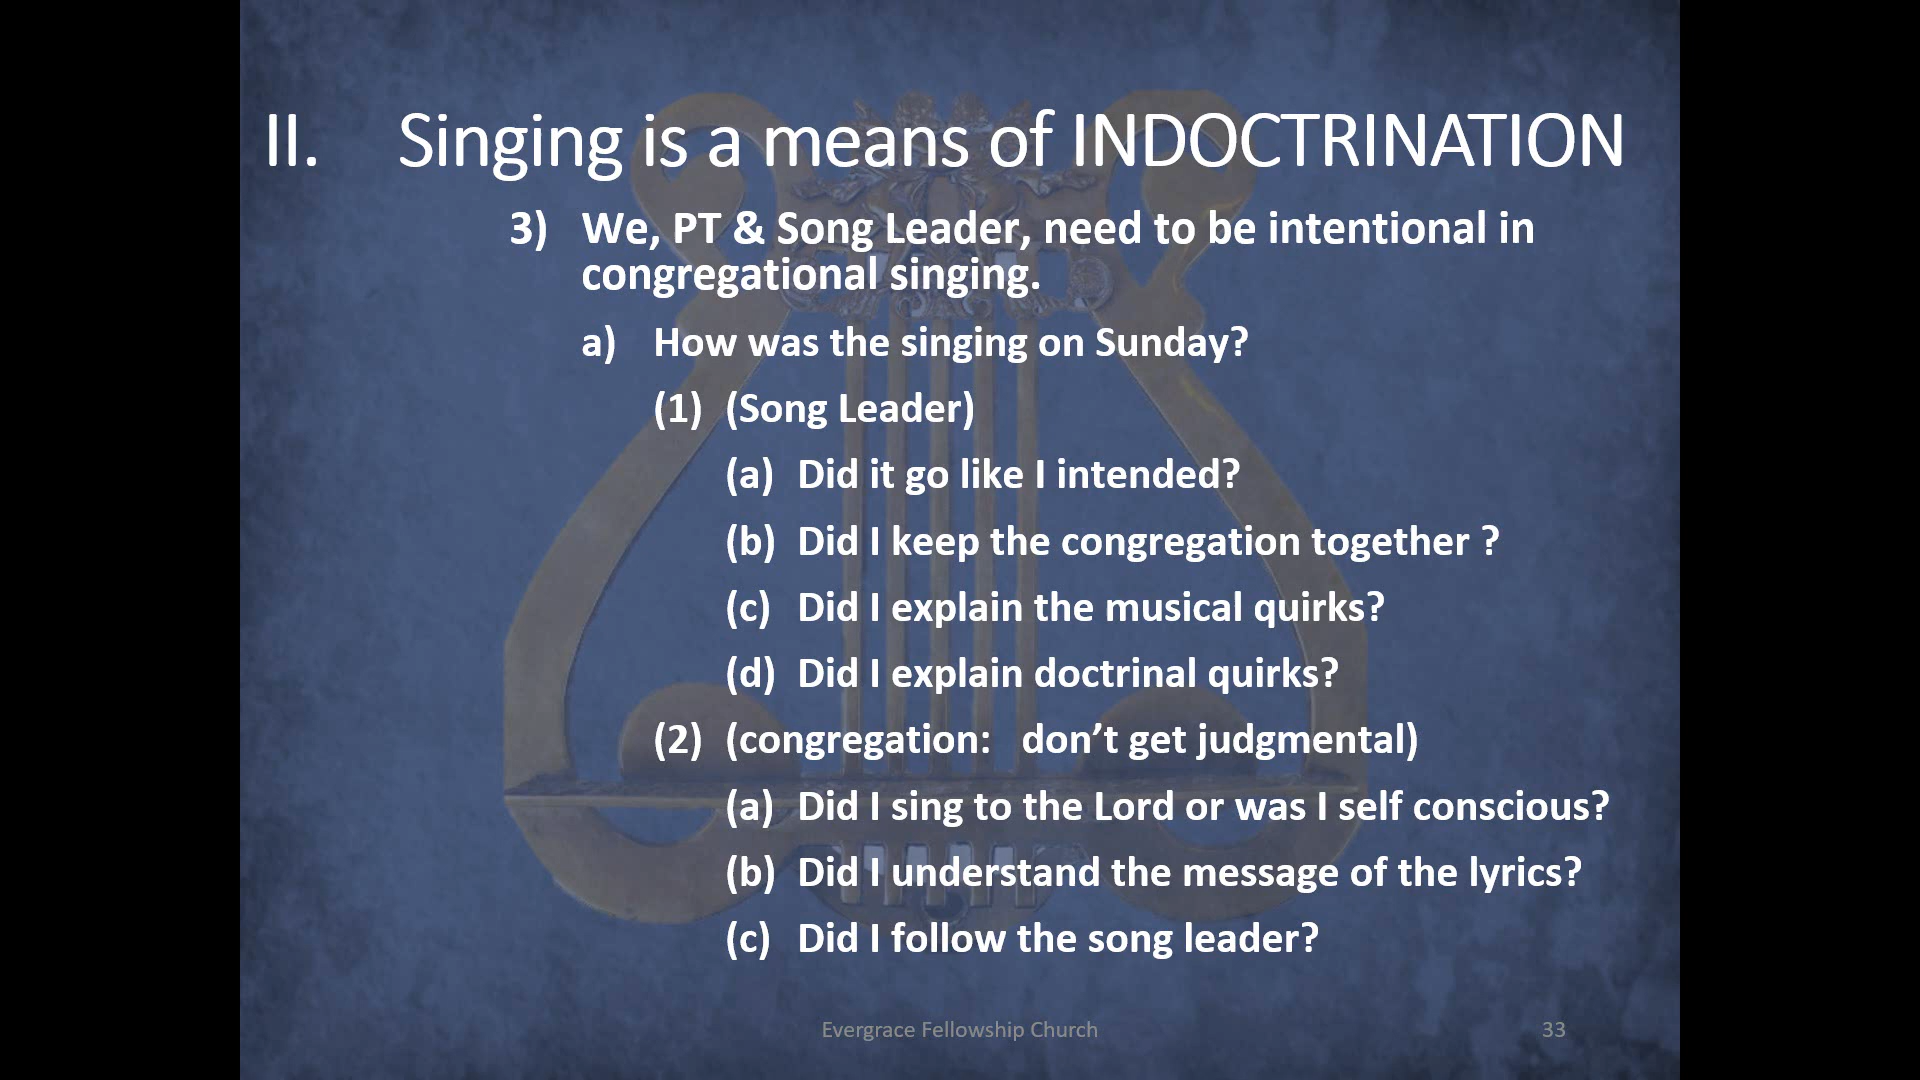 II. Singing is a means of INDOCTRINATION
3) We, PT & Song Leader, need to be intentional in
congregational singing.
a) How was the singing on Sunday?
(1) (Song Leader)
(a) Did it go like I intended?
(b) Did I keep the congregation together ?
(c) Did I explain the musical quirks?
(d) Did I explain doctrinal quirks?
(2) (congregation: don’t get judgmental)
(a) Did I sing to the Lord or was I self conscious?
(b) Did I understand the message of the lyrics?
(c) Did I follow the song leader?
Evergrace Fellowship Church 33